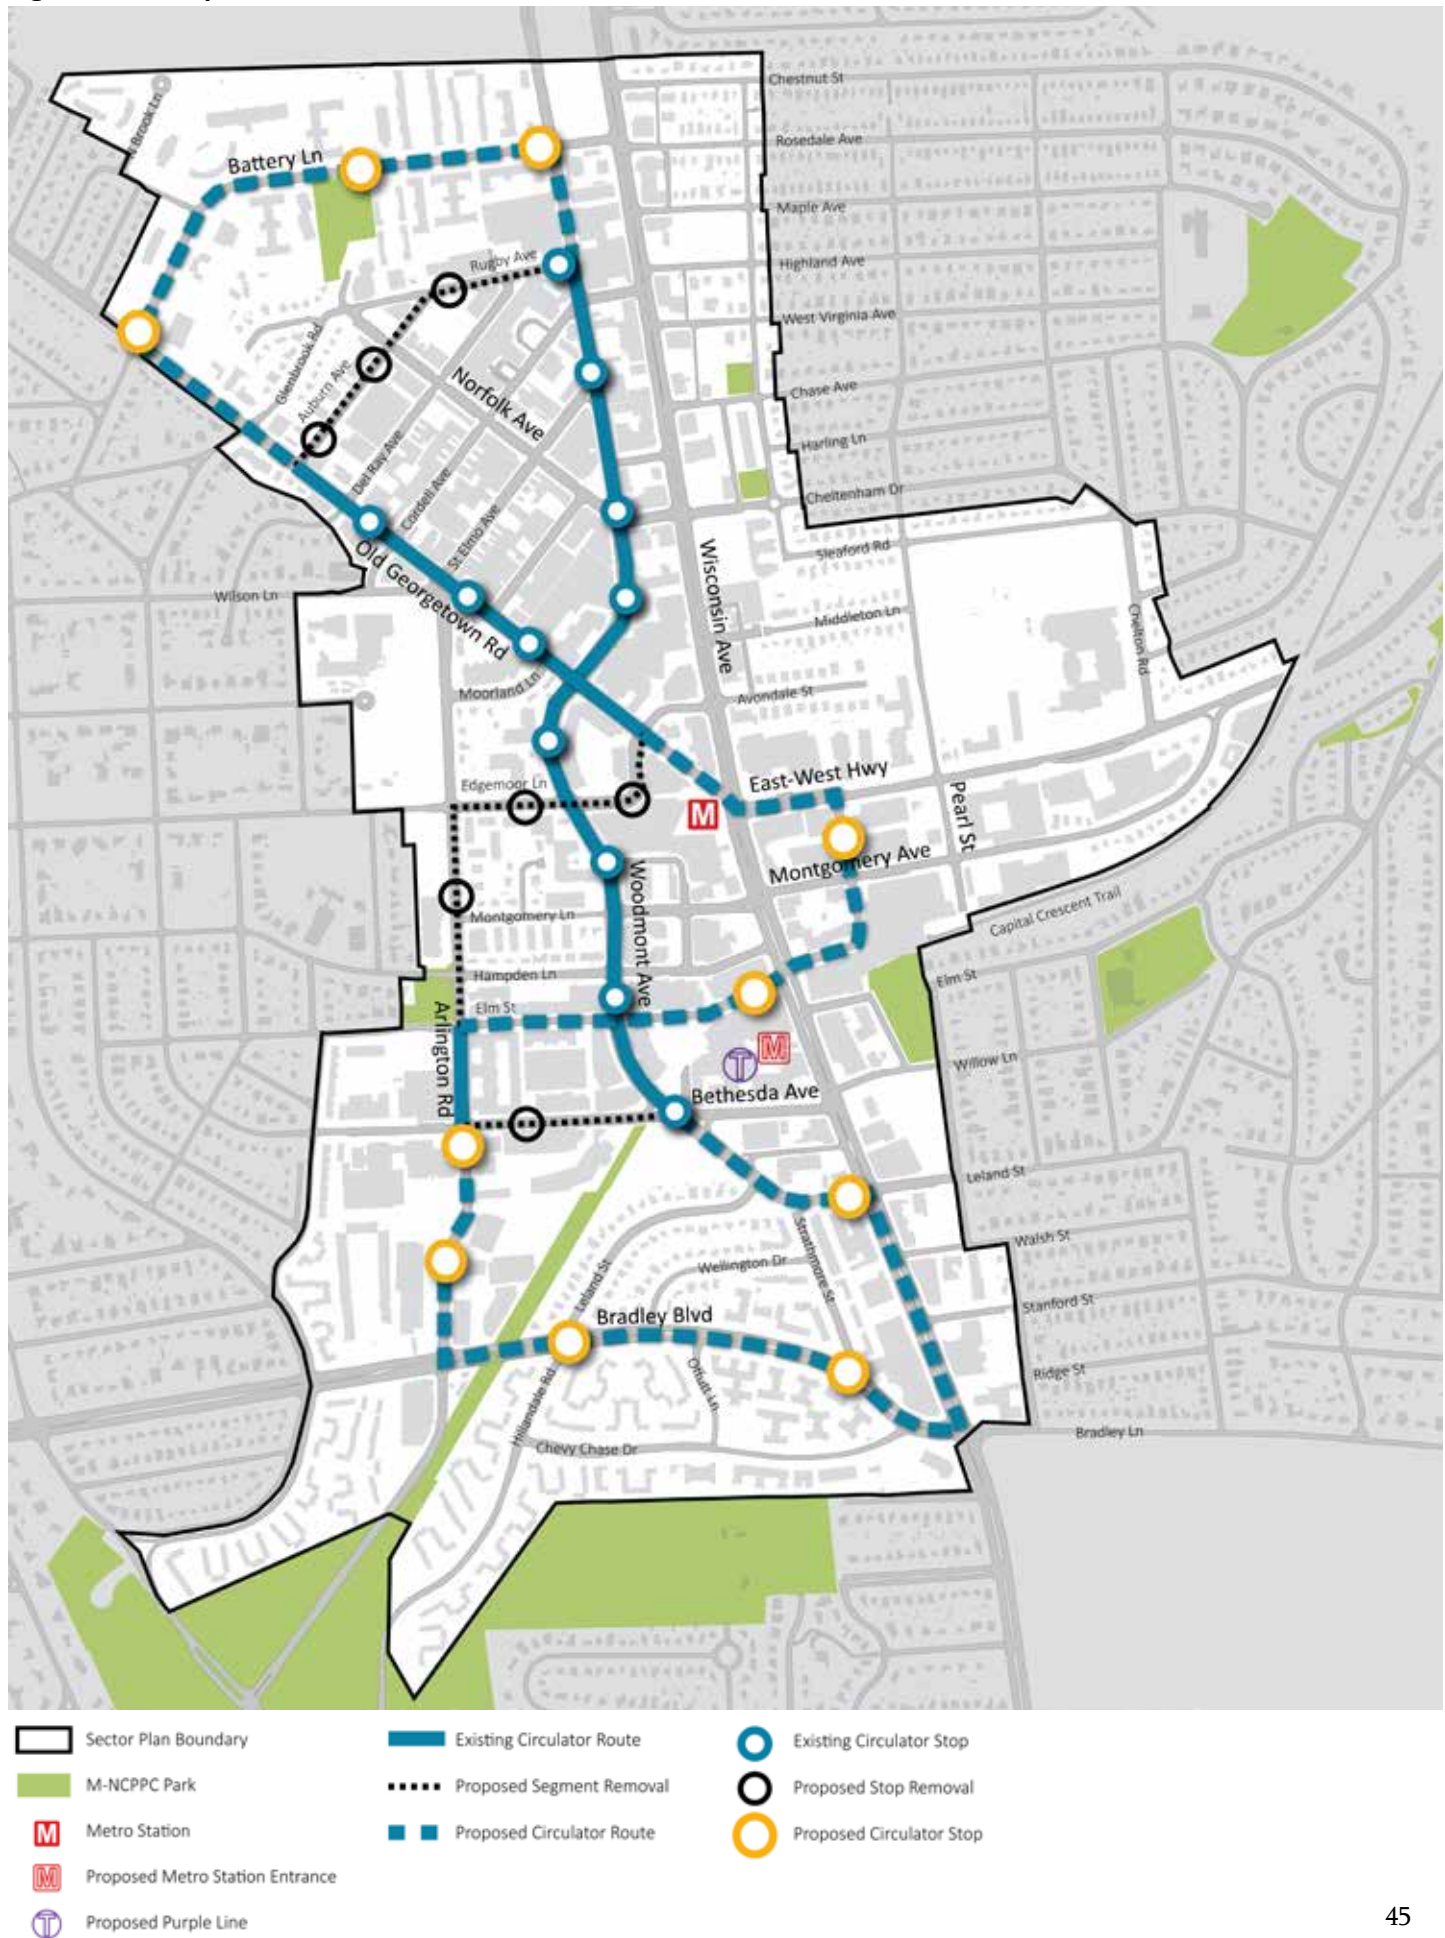 Chestnut St
N Brook Ln
Rosedale Ave
Battery Ln
Maple Ave
Rugby Ave
Highland Ave
West Virginia Ave
Glenbrook Rd
Auburn Ave
Norfolk Ave
Chase Ave
Harling Ln
Del Ray Ave
Cordell Ave
Cheltenham Dr
St Elmo Ave
Old Georgetown Rd
Wisconsin Ave
Sleaford Rd
Wilson Ln
Middleton Ln
Chelton Rd
Moorland Ln
Avondale St
East-West Hwy
Edgemoor Ln
M
Pearl St
Montgomery Ave
Woodmont Ave
Montgomery Ln
Capital Crescent Trail
Hampden Ln
Elm St
Elm St
Arlington Rd
M
T
Willow Ln
Bethesda Ave
Leland St
Strathmore St
Walsh St
Wellington Dr
Leland St
Stanford St
Bradley Blvd
Offutt Ln
Ridge St
Hillandale Rd
Bradley Ln
Chevy Chase Dr
Sector Plan Boundary
Existing Circulator Route
Existing Circulator Stop
M-NCPPC Park
Proposed Segment Removal
Proposed Stop Removal
M Metro Station
Proposed Circulator Route
Proposed Circulator Stop
M Proposed Metro Station Entrance
T Proposed Purple Line
45